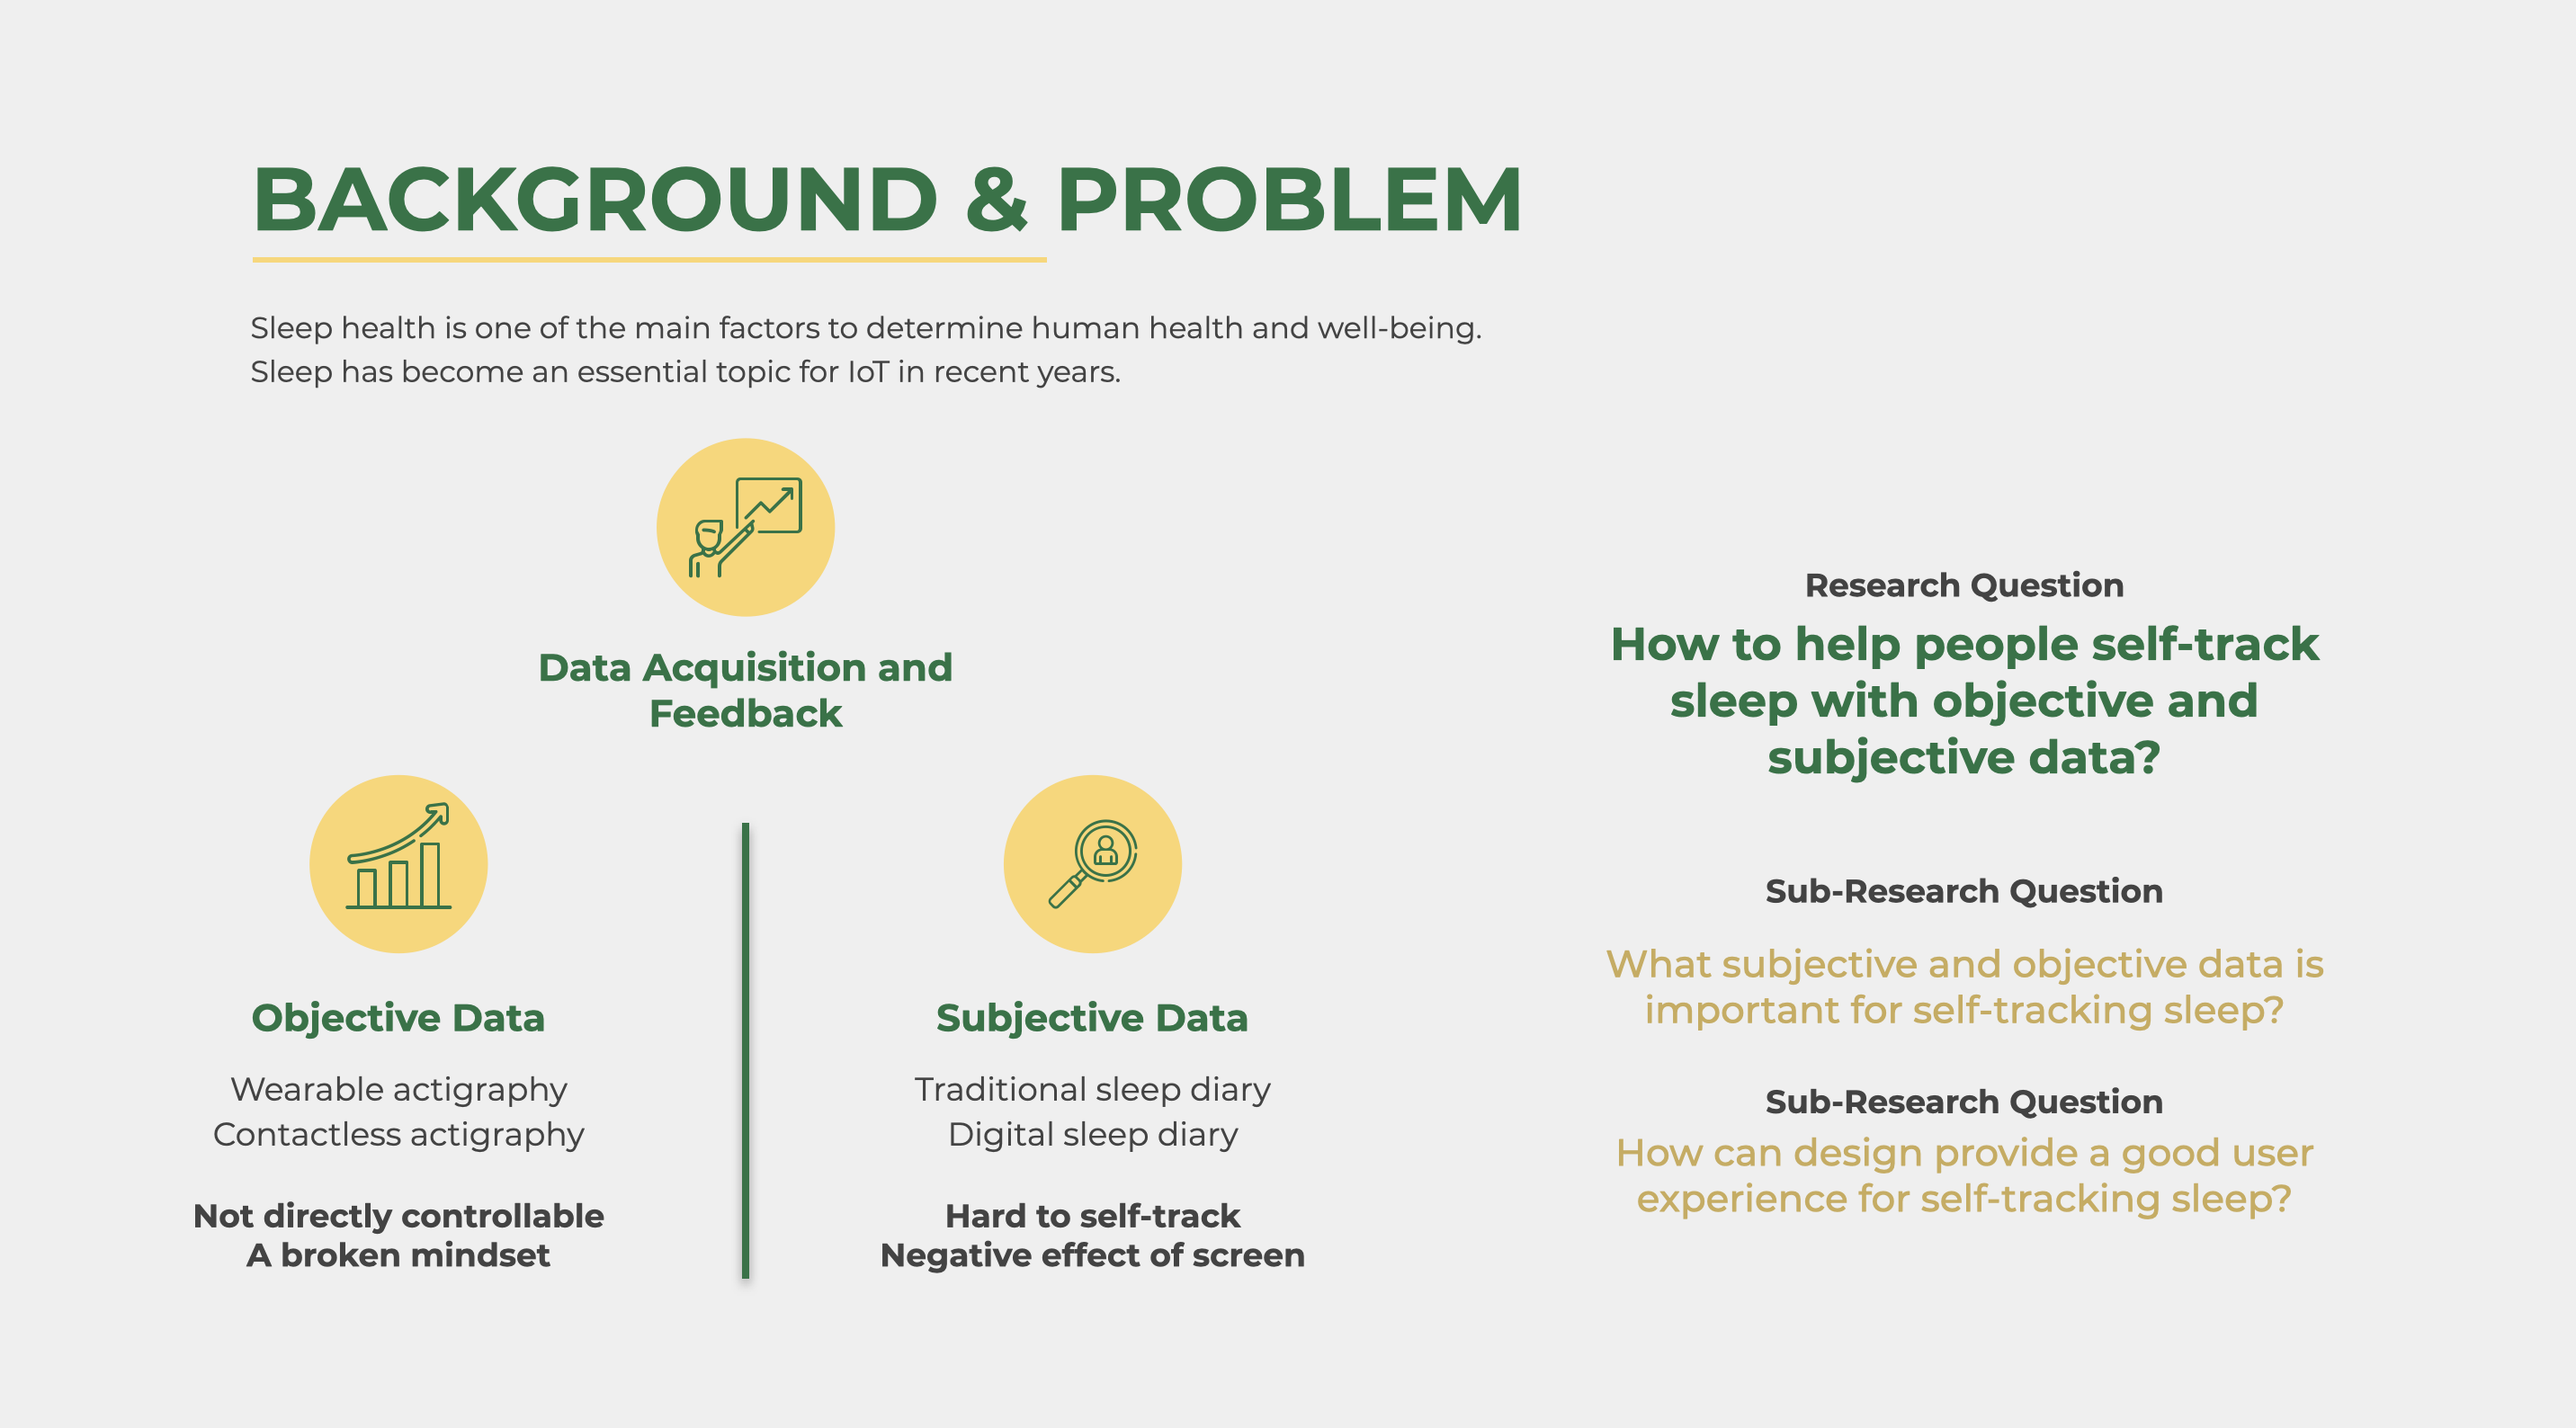 BACKGROUND & PROBLEM
Sleep health is one of the main factors to determine human health and well-being.
Sleep has become an essential topic for IoT in recent years.
Data Acquisition and
Feedback
Objective Data
Wearable actigraphy
Contactless actigraphy
Not directly controllable
A broken mindset
Subjective Data
Traditional sleep diary
Digital sleep diary
Hard to self-track
Negative effect of screen
Research Question
How to help people self-track
sleep with objective and
subjective data?
Sub-Research Question
What subjective and objective data is
important for self-tracking sleep?
Sub-Research Question
How can design provide a good user
experience for self-tracking sleep?